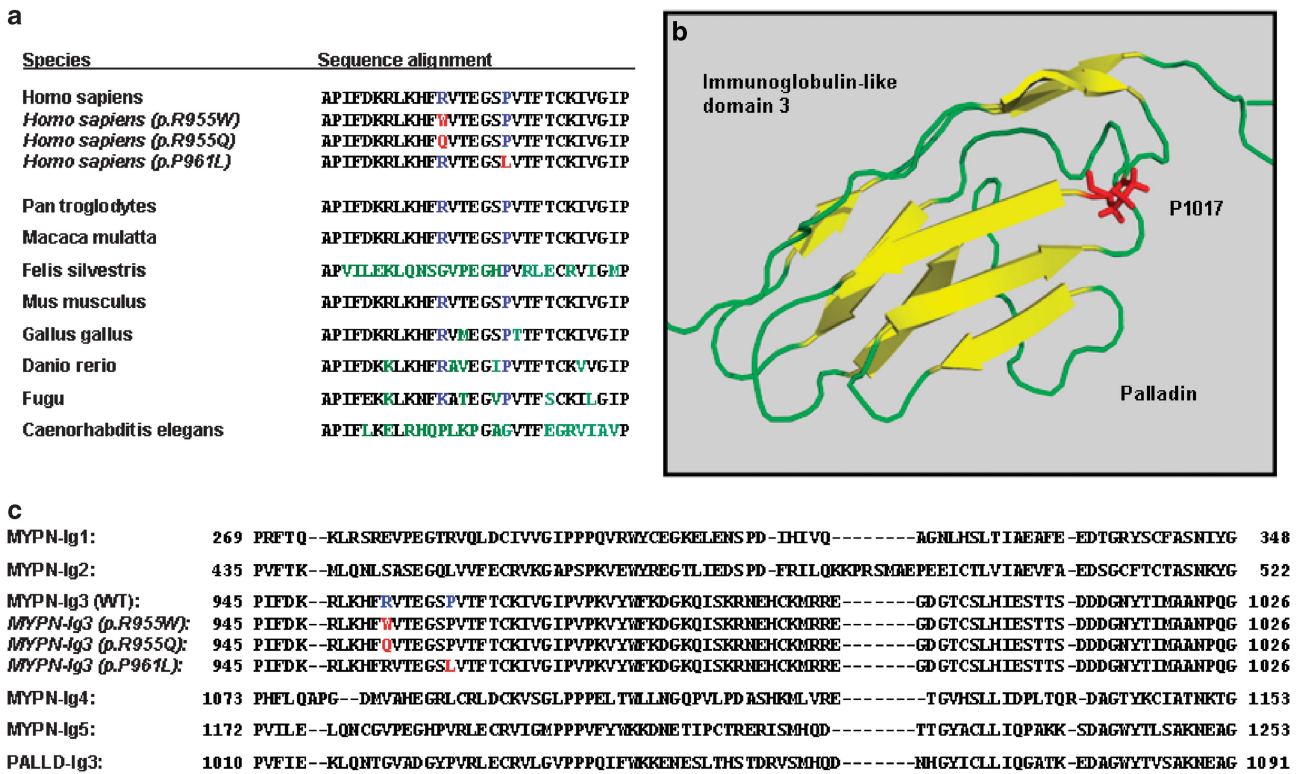 a
Species Sequence alignment
Homo sapiens APIFDKRLKHFRVTEGSPVTFTCKIVGIP
Homo sapiens (p.R955W) APIFDKRLKHFWVTEGSPVTFTCKIVGIP
Homo sapiens (p.R955Q) APIFDKRLKHFQVTEGSPVTFTCKIVGIP
Homo sapiens (p.P961L) APIFDKRLKHFRVTEGSLVTFTCKIVGIP
Pan troglodytes APIFDKRLKHFRVTEGSPVTFTCKIVGIP
Macaca mulatta APIFDKRLKHFRVTEGSPVTFTCKIVGIP
Felis silvestris APVILEKLQNSGVPEGHPVRLECRVIGMP
Mus musculus APIFDKRLKHFRVTEGSPVTFTCKIVGIP
Gallus gallus APIFDKRLKHFRVMEGSPTTFTCKIVGIP
Danio rerio APIFDKKLKHFRAVEGIPVTFTCKVVGIP
Fugu APIFEKKLKNFKATEGVPVTFSCKILGIP
Caenorhabditis elegans APIFLKELRHQPLKPGAGVTFEGRVIAVP
b
Immunoglobulin-like
domain 3
P1017
Palladin
c
MYPN-Ig1: 269 PRFTQ--KLRSREVPEGTRVQLDCIVVGIPPPQVRWYCEGKELENSPD-IHIVQ--------AGNLHSLTIAEAFE-EDTGRYSCFASNIYG 348
MYPN-Ig2: 435 PVFTK--MLQNLSASEGQLVVFECRVKGAPSPKVEWYREGTLIEDSPD-FRILQKKPRSMAEPEEICTLVIAEVFA-EDSGCFTCTASNKYG 522
MYPN-Ig3 (WT): 945 PIFDK--RLKHFRVTEGSPVTFTCKIVGIPVPKVYWFKDGKQISKRNEHCKMRRE-------GDGTCSLHIESTTS-DDDGNYTIMAANPQG 1026
MYPN-Ig3 (p.R955W): 945 PIFDK--RLKHFWVTEGSPVTFTCKIVGIPVPKVYWFKDGKQISKRNEHCKMRRE-------GDGTCSLHIESTTS-DDDGNYTIMAANPQG 1026
MYPN-Ig3 (p.R955Q): 945 PIFDK--RLKHFQVTEGSPVTFTCKIVGIPVPKVYWFKDGKQISKRNEHCKMRRE-------GDGTCSLHIESTTS-DDDGNYTIMAANPQG 1026
MYPN-Ig3 (p.P961L): 945 PIFDK--RLKHFRVTEGSLVTFTCKIVGIPVPKVYWFKDGKQISKRNEHCKMRRE-------GDGTCSLHIESTTS-DDDGNYTIMAANPQG 1026
MYPN-Ig4: 1073 PHFLQAPG--DMVAHEGRLCRLDCKVSGLPPPELTWLLNGQPVLPDASHKMLVRE--------TGVHSLLIDPLTQR-DAGTYKCIATNKTG 1153
MYPN-Ig5: 1172 PVILE--LQNCGVPEGHPVRLECRVIGMPPPVFYWKKDNETIPCTRERISMHQD---------TTGYACLLIQPAKK-SDAGWYTLSAKNEAG 1253
PALLD-Ig3: 1010 PVFIE--KLQNTGVADGYPVRLECRVLGVPPPQIFWKKENESLTHSTDRVSMHQD--------NHGYICLLIQGATK-EDAGWYTVSAKNEAG 1091